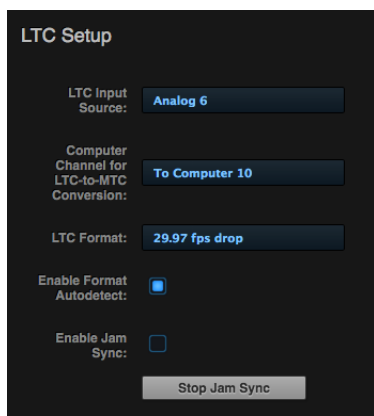 LTC Setup
LTC Input
Source:
Analog 6
Computer
Channel for
LTC-to-MTC
Conversion:
To Computer 10
LTC Format:
29.97 fps drop
Enable Format
Autodetect:
Enable Jam
Sync:
Stop Jam Sync